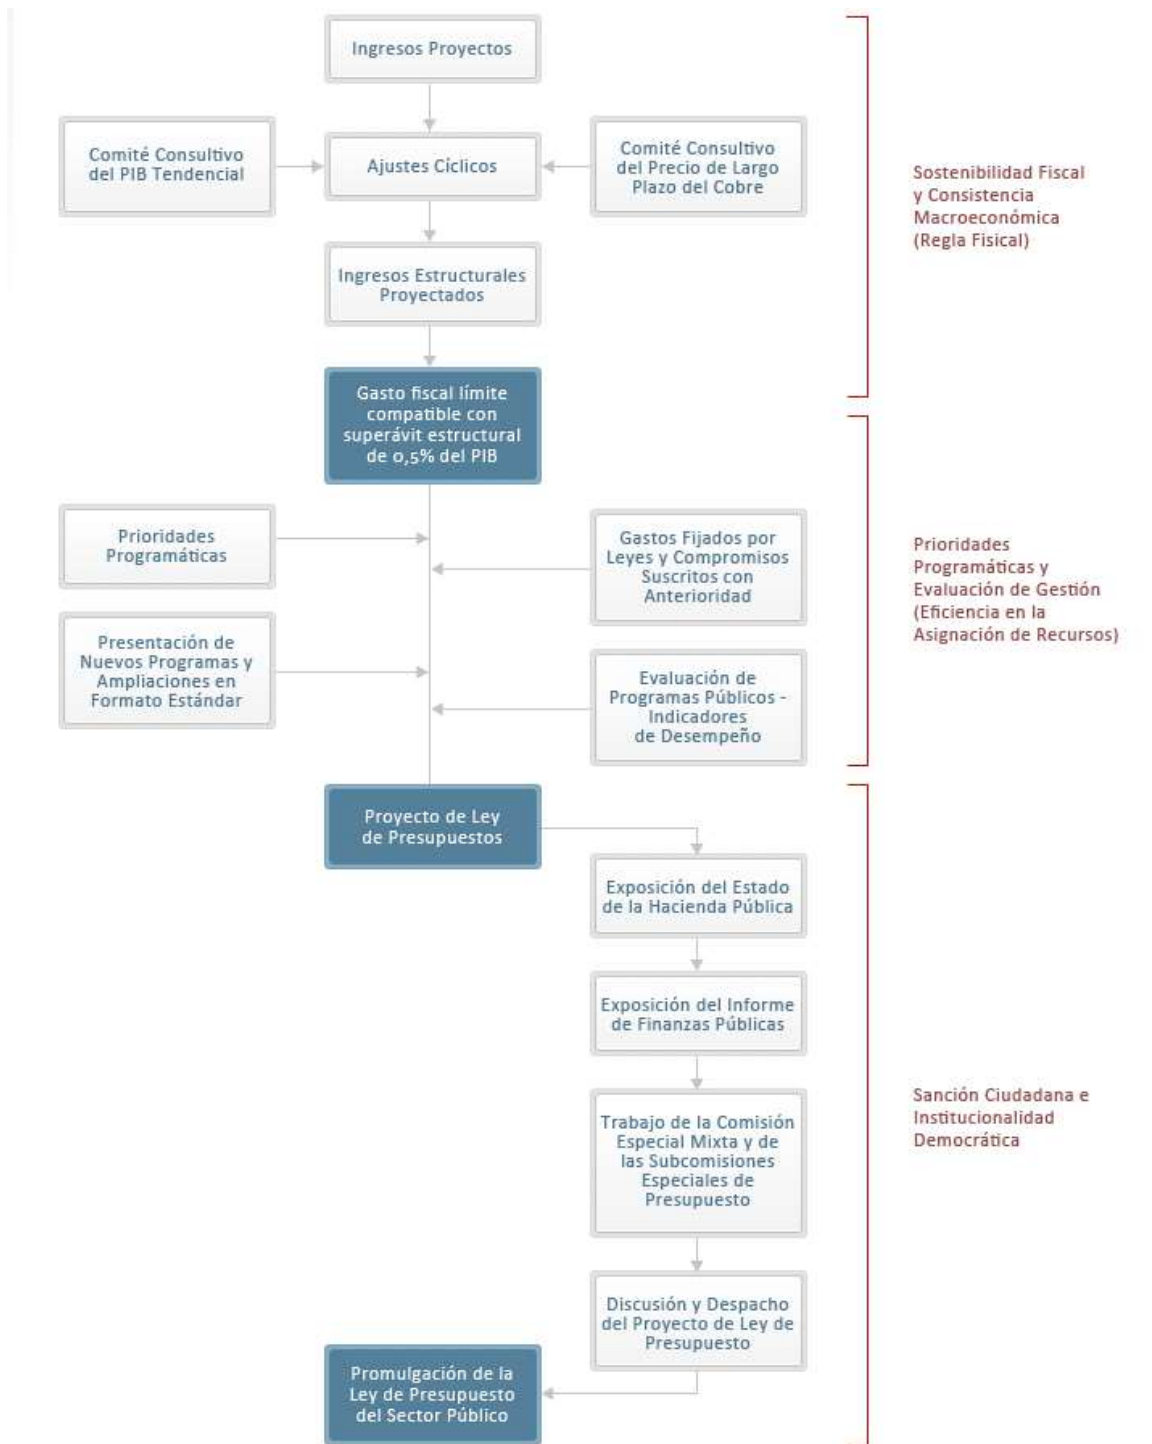 Ingresos Proyectos
Comité Consultivo
del PIB Tendencial
Ajustes Cíclicos
Comité Consultivo
del Precio de Largo
Plazo del Cobre
Sostenibilidad Fiscal
y Consistencia
Macroeconómica
(Regla Fisical)
Ingresos Estructurales
Proyectados
Gasto fiscal límite
compatible con
superávit estructural
de 0,5% del PIB
Prioridades
Programáticas
Gastos Fijados por
Leyes y Compromisos
Suscritos con
Anterioridad
Prioridades
Programáticas y
Evaluación de Gestión
(Eficiencia en la
Asignación de Recursos)
Presentación de
Nuevos Programas y
Ampliaciones en
Formato Estándar
Evaluación de
Programas Públicos -
Indicadores
de Desempeño
Proyecto de Ley
de Presupuestos
Exposición del Estado
de la Hacienda Pública
Exposición del Informe
de Finanzas Públicas
Trabajo de la Comisión
Especial Mixta y de
las Subcomisiones
Especiales de
Presupuesto
Sanción Ciudadana e
Institucionalidad
Democrática
Discusión y Despacho
del Proyecto de Ley de
Presupuesto
Promulgación de la
Ley de Presupuesto
del Sector Público